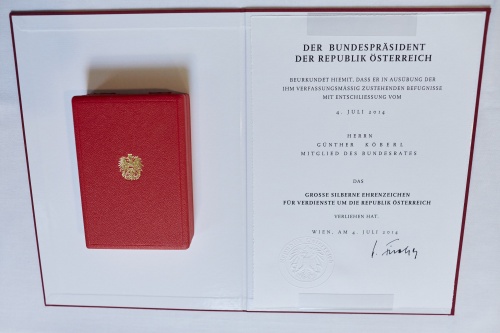 DER BUNDESPRÄSIDENT
DER REPUBLIK ÖSTERREICH
BEURKUNDET HIEMIT, DASS ER IN AUSÜBUNG DER
IHM VERFASSUNGSMÄSSIG ZUSTEHENDEN BEFUGNISSE
MIT ENTSCHLIESSUNG VOM
4. JULI 2014
HERRN
GÜNTHER KÖBERL
MITGLIED DES BUNDESRATES
DAS
GROSSE SILBERNE EHRENZEICHEN
FÜR VERDIENSTE UM DIE REPUBLIK ÖSTERREICH
VERLIEHEN HAT.
WIEN, AM 4. JULI 2014